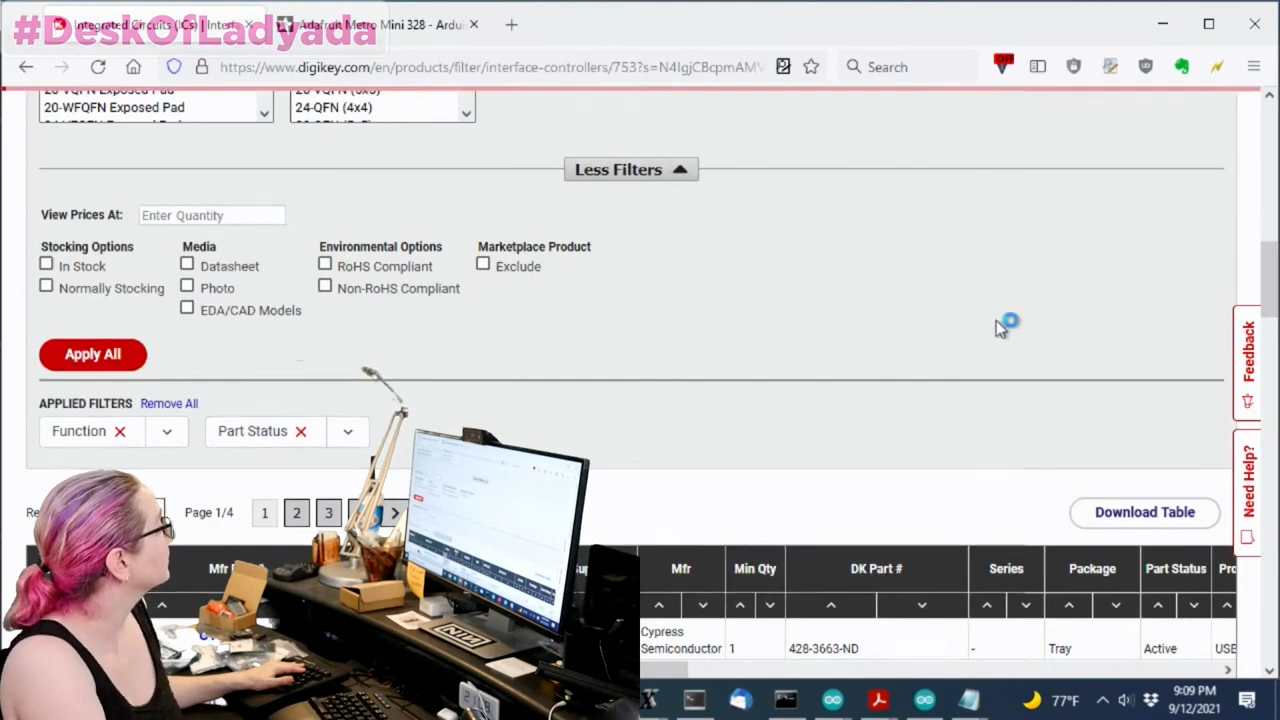 Integrated Circuits (ICs) | Interf
Adafruit Metro Mini 328 - Ardui
#DeskOfLadyada
https://www.digikey.com/en/products/filter/interface-controllers/753?s=N4IgjCBcpmAMV
Search
20-WFQFN Exposed Pad
24-QFN (4x4)
Less Filters
View Prices At:
Enter Quantity
Stocking Options
Media
Environmental Options
Marketplace Product
In Stock
Datasheet
RoHS Compliant
Exclude
Normally Stocking
Photo
Non-RoHS Compliant
EDA/CAD Models
Apply All
Feedback
APPLIED FILTERS Remove All
Function
Part Status
Need Help?
Page 1/4
1
2
3
Download Table
Mfr
Mfr
Min Qty
DK Part #
Series
Package
Part Status
Cypress
Semiconductor
1
428-3663-ND
-
Tray
Active
USB
77°F
9:09 PM
9/12/2021